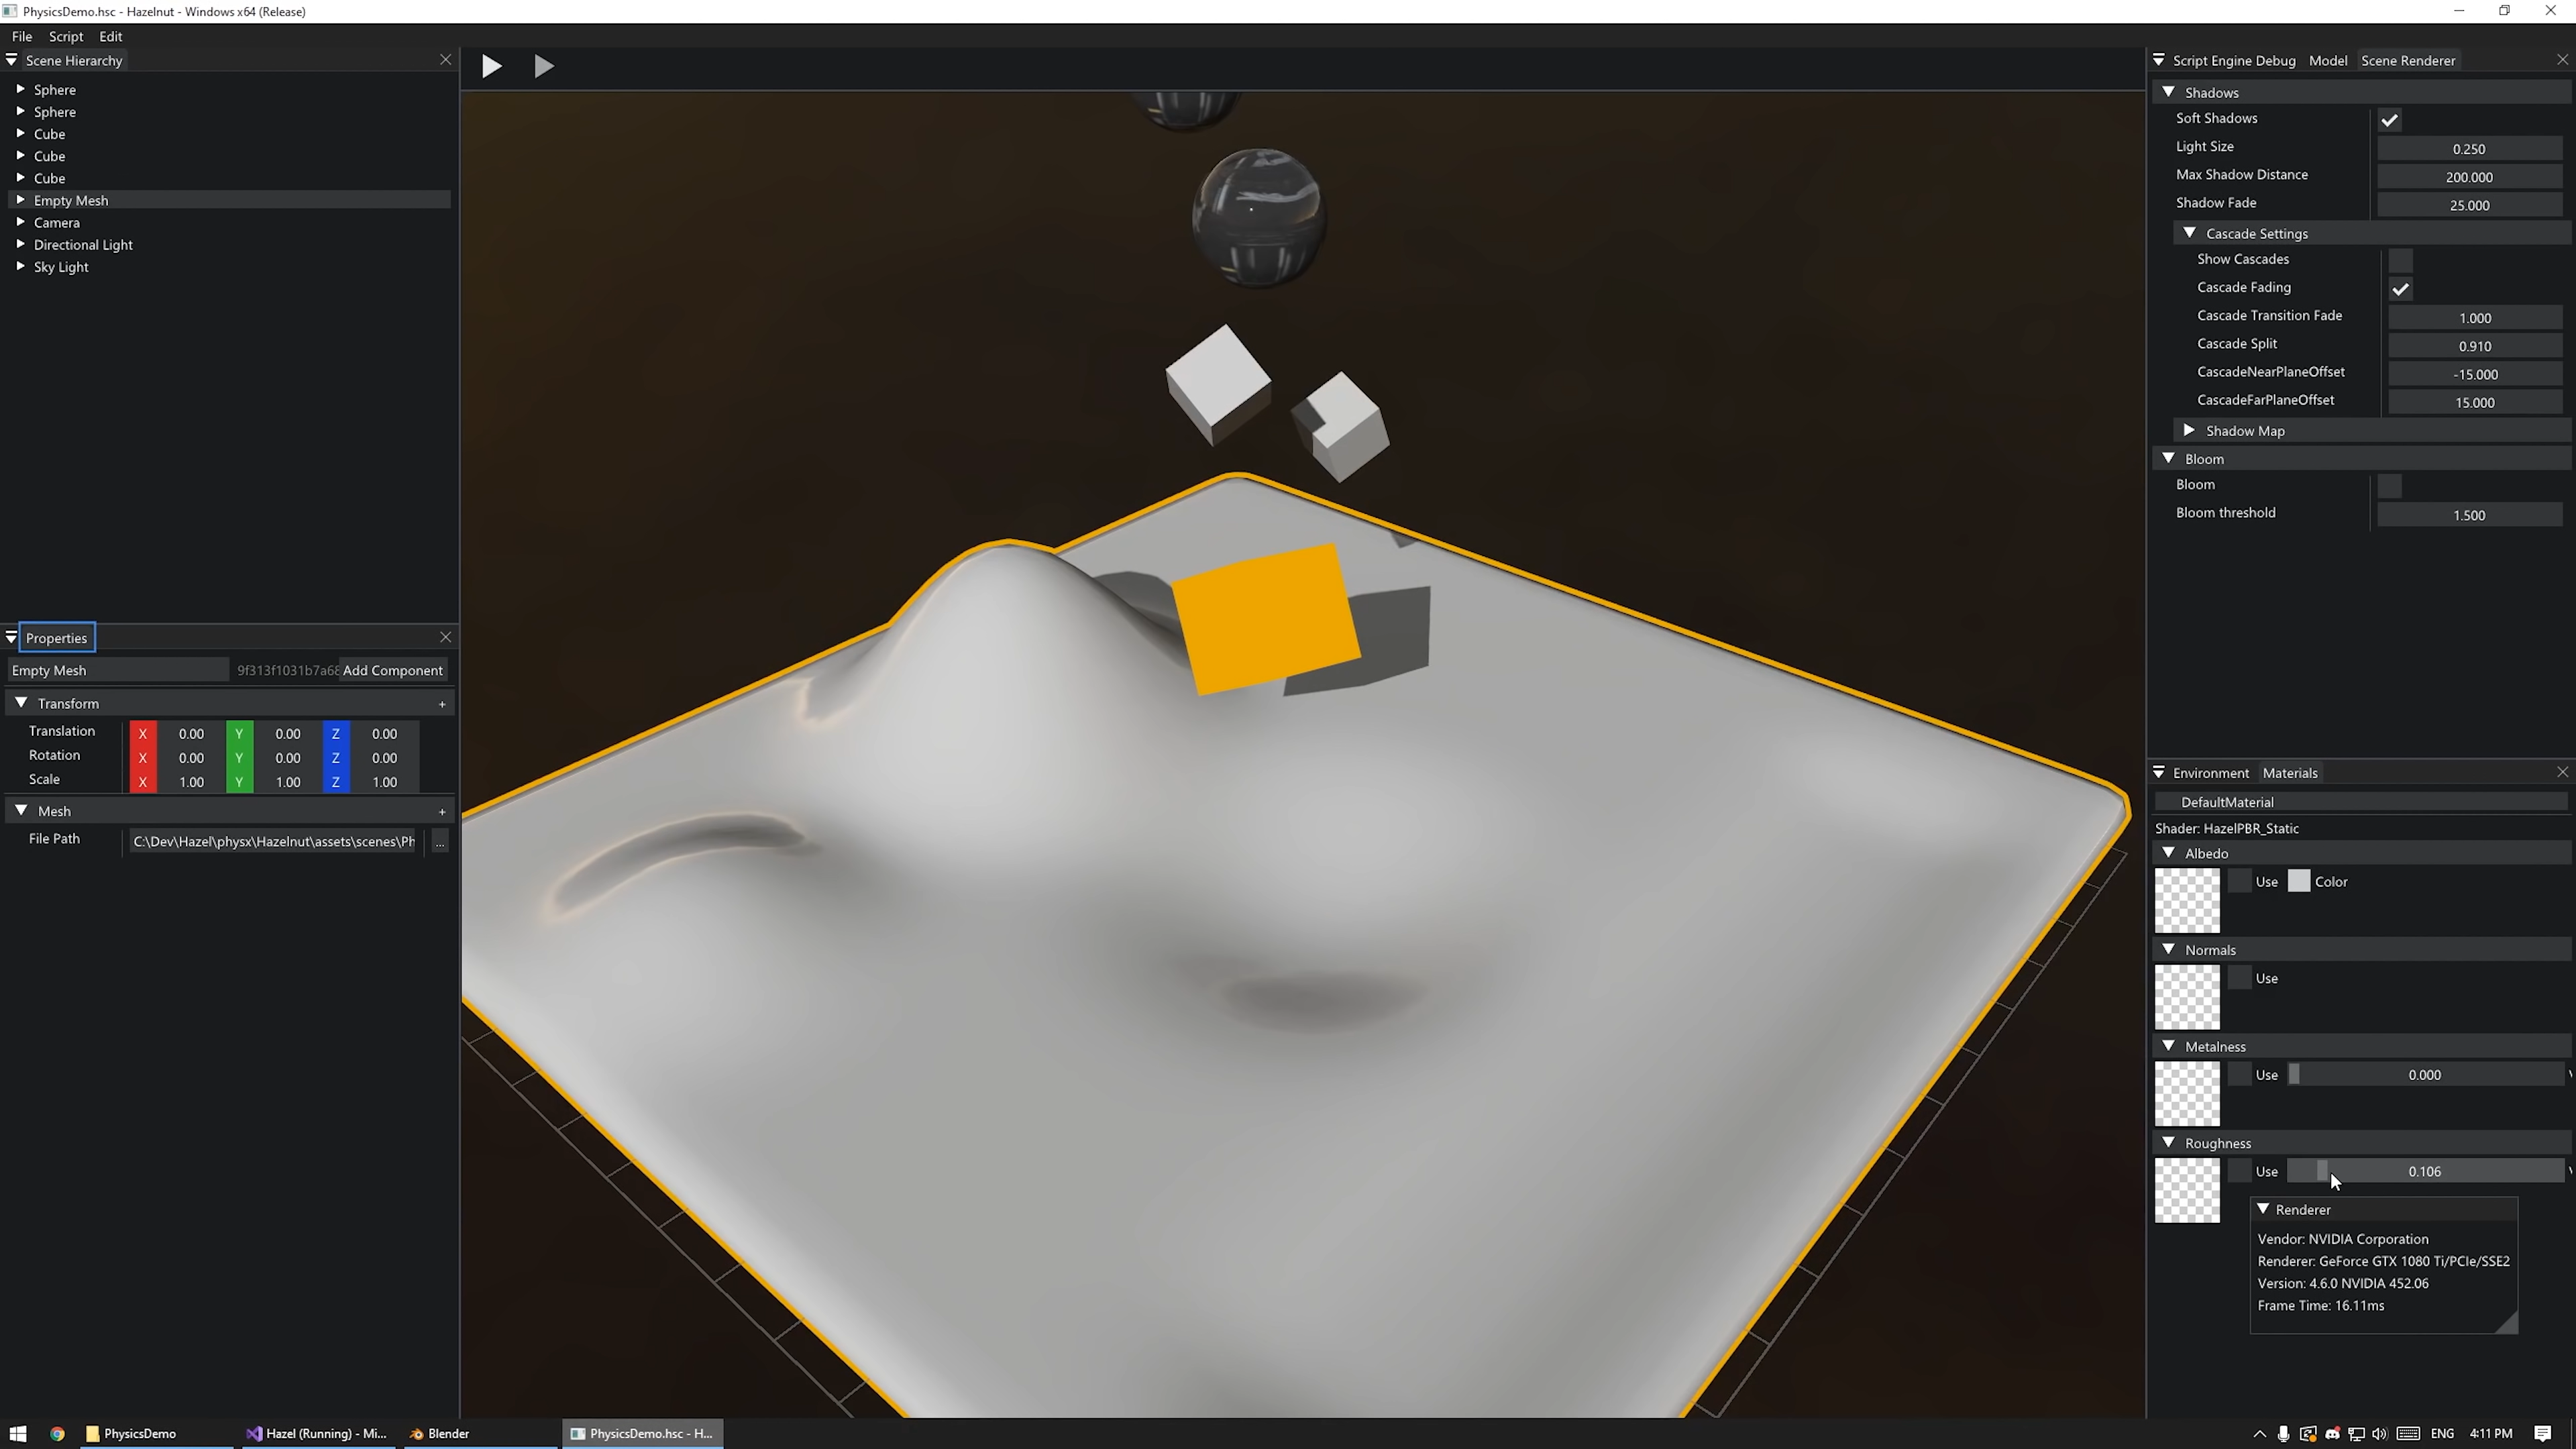 PhysicsDemo.hsc - Hazelnut - Windows x64 (Release)
File Script Edit
Scene Hierarchy
Sphere
Sphere
Cube
Cube
Cube
Empty Mesh
Camera
Directional Light
Sky Light
Properties
Empty Mesh 9f313f1031b7a68 Add Component
Transform +
Translation X 0.00 Y 0.00 Z 0.00
Rotation X 0.00 Y 0.00 Z 0.00
Scale X 1.00 Y 1.00 Z 1.00
Mesh +
File Path C:\Dev\Hazel\physx\Hazelnut\assets\scenes\Ph ...
Script Engine Debug Model Scene Renderer
Shadows
Soft Shadows
Light Size 0.250
Max Shadow Distance 200.000
Shadow Fade 25.000
Cascade Settings
Show Cascades
Cascade Fading
Cascade Transition Fade 1.000
Cascade Split 0.910
CascadeNearPlaneOffset -15.000
CascadeFarPlaneOffset 15.000
Shadow Map
Bloom
Bloom
Bloom threshold 1.500
Environment Materials
DefaultMaterial
Shader: HazelPBR_Static
Albedo
Use Color
Normals
Use
Metalness
Use 0.000
Roughness
Use 0.106
Renderer
Vendor: NVIDIA Corporation
Renderer: GeForce GTX 1080 Ti/PCIe/SSE2
Version: 4.6.0 NVIDIA 452.06
Frame Time: 16.11ms
PhysicsDemo Hazel (Running) - Mi... Blender PhysicsDemo.hsc - H... ENG 4:11 PM